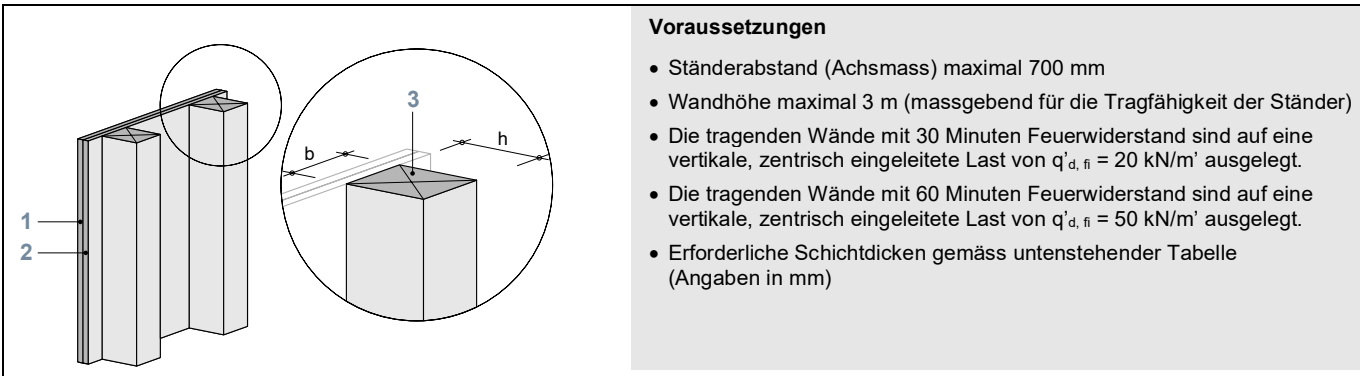 1
2
b
3
h
Voraussetzungen
• Ständerabstand (Achsmass) maximal 700 mm
• Wandhöhe maximal 3 m (massgebend für die Tragfähigkeit der Ständer)
• Die tragenden Wände mit 30 Minuten Feuerwiderstand sind auf eine
vertikale, zentrisch eingeleitete Last von q’d, fi = 20 kN/m’ ausgelegt.
• Die tragenden Wände mit 60 Minuten Feuerwiderstand sind auf eine
vertikale, zentrisch eingeleitete Last von q’d, fi = 50 kN/m’ ausgelegt.
• Erforderliche Schichtdicken gemäss untenstehender Tabelle
(Angaben in mm)